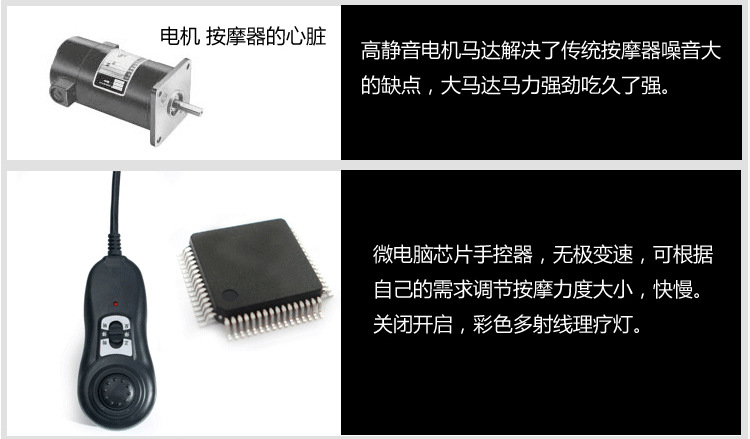 电机 按摩器的心脏
高静音电机马达解决了传统按摩器噪音大
的缺点，大马达马力强劲吃久了强。
微电脑芯片手控器，无极变速，可根据
自己的需求调节按摩力度大小，快慢。
关闭开启，彩色多射线理疗灯。